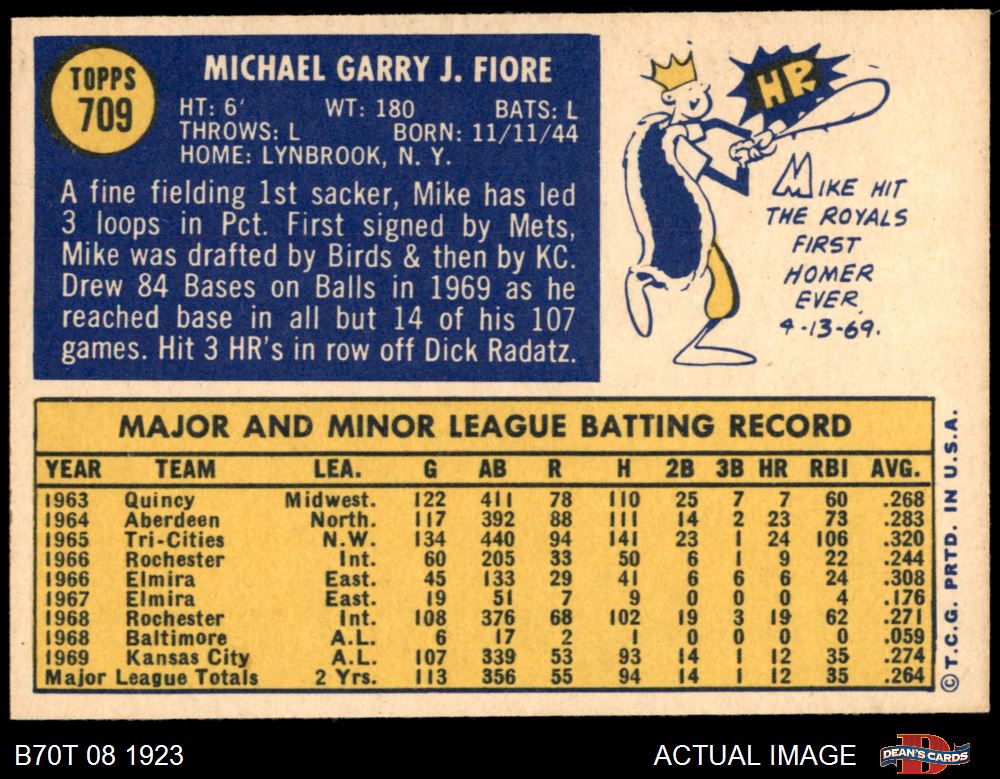 TOPPS
709
MICHAEL GARRY J. FIORE
HT: 6' WT: 180 BATS: L
THROWS: L BORN: 11/11/44
HOME: LYNBROOK, N. Y.
A fine fielding 1st sacker, Mike has led
3 loops in Pct. First signed by Mets,
Mike was drafted by Birds & then by KC.
Drew 84 Bases on Balls in 1969 as he
reached base in all but 14 of his 107
games. Hit 3 HR's in row off Dick Radatz.
HR
MIKE HIT
THE ROYALS
FIRST
HOMER
EVER,
4-13-69.
MAJOR AND MINOR LEAGUE BATTING RECORD
YEAR TEAM LEA. G AB R H 2B 3B HR RBI AVG.
1963 Quincy Midwest. 122 411 78 110 25 7 7 60 .268
1964 Aberdeen North. 117 392 88 111 14 2 23 73 .283
1965 Tri-Cities N.W. 134 440 94 141 23 1 24 106 .320
1966 Rochester Int. 60 205 33 50 6 1 9 22 .244
1966 Elmira East. 45 133 29 41 6 6 6 24 .308
1967 Elmira East. 19 51 7 9 0 0 0 4 .176
1968 Rochester Int. 108 376 68 102 19 3 19 62 .271
1968 Baltimore A.L. 6 17 2 1 0 0 0 0 .059
1969 Kansas City A.L. 107 339 53 93 14 1 12 35 .274
Major League Totals 2 Yrs. 113 356 55 94 14 1 12 35 .264
©T.C.G. PRTD. IN U.S.A.
B70T 08 1923
ACTUAL IMAGE
DEAN'S CARDS